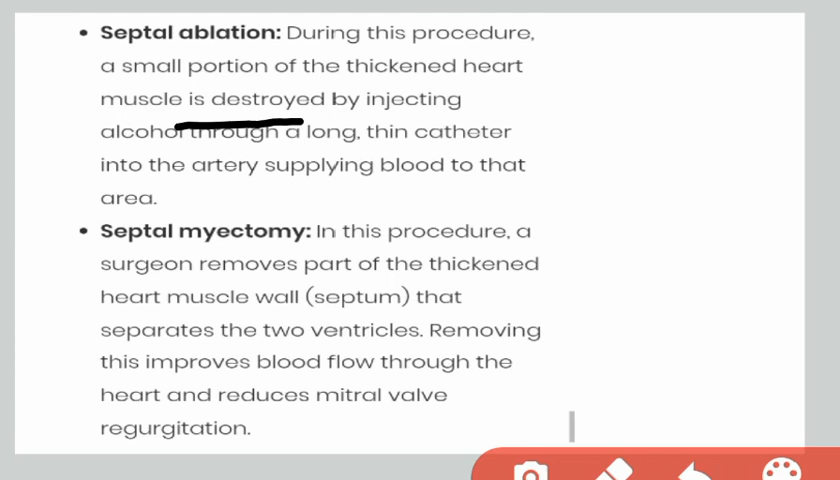 • Septal ablation: During this procedure,
a small portion of the thickened heart
muscle is destroyed by injecting
alcohol through a long, thin catheter
into the artery supplying blood to that
area.
• Septal myectomy: In this procedure, a
surgeon removes part of the thickened
heart muscle wall (septum) that
separates the two ventricles. Removing
this improves blood flow through the
heart and reduces mitral valve
regurgitation.